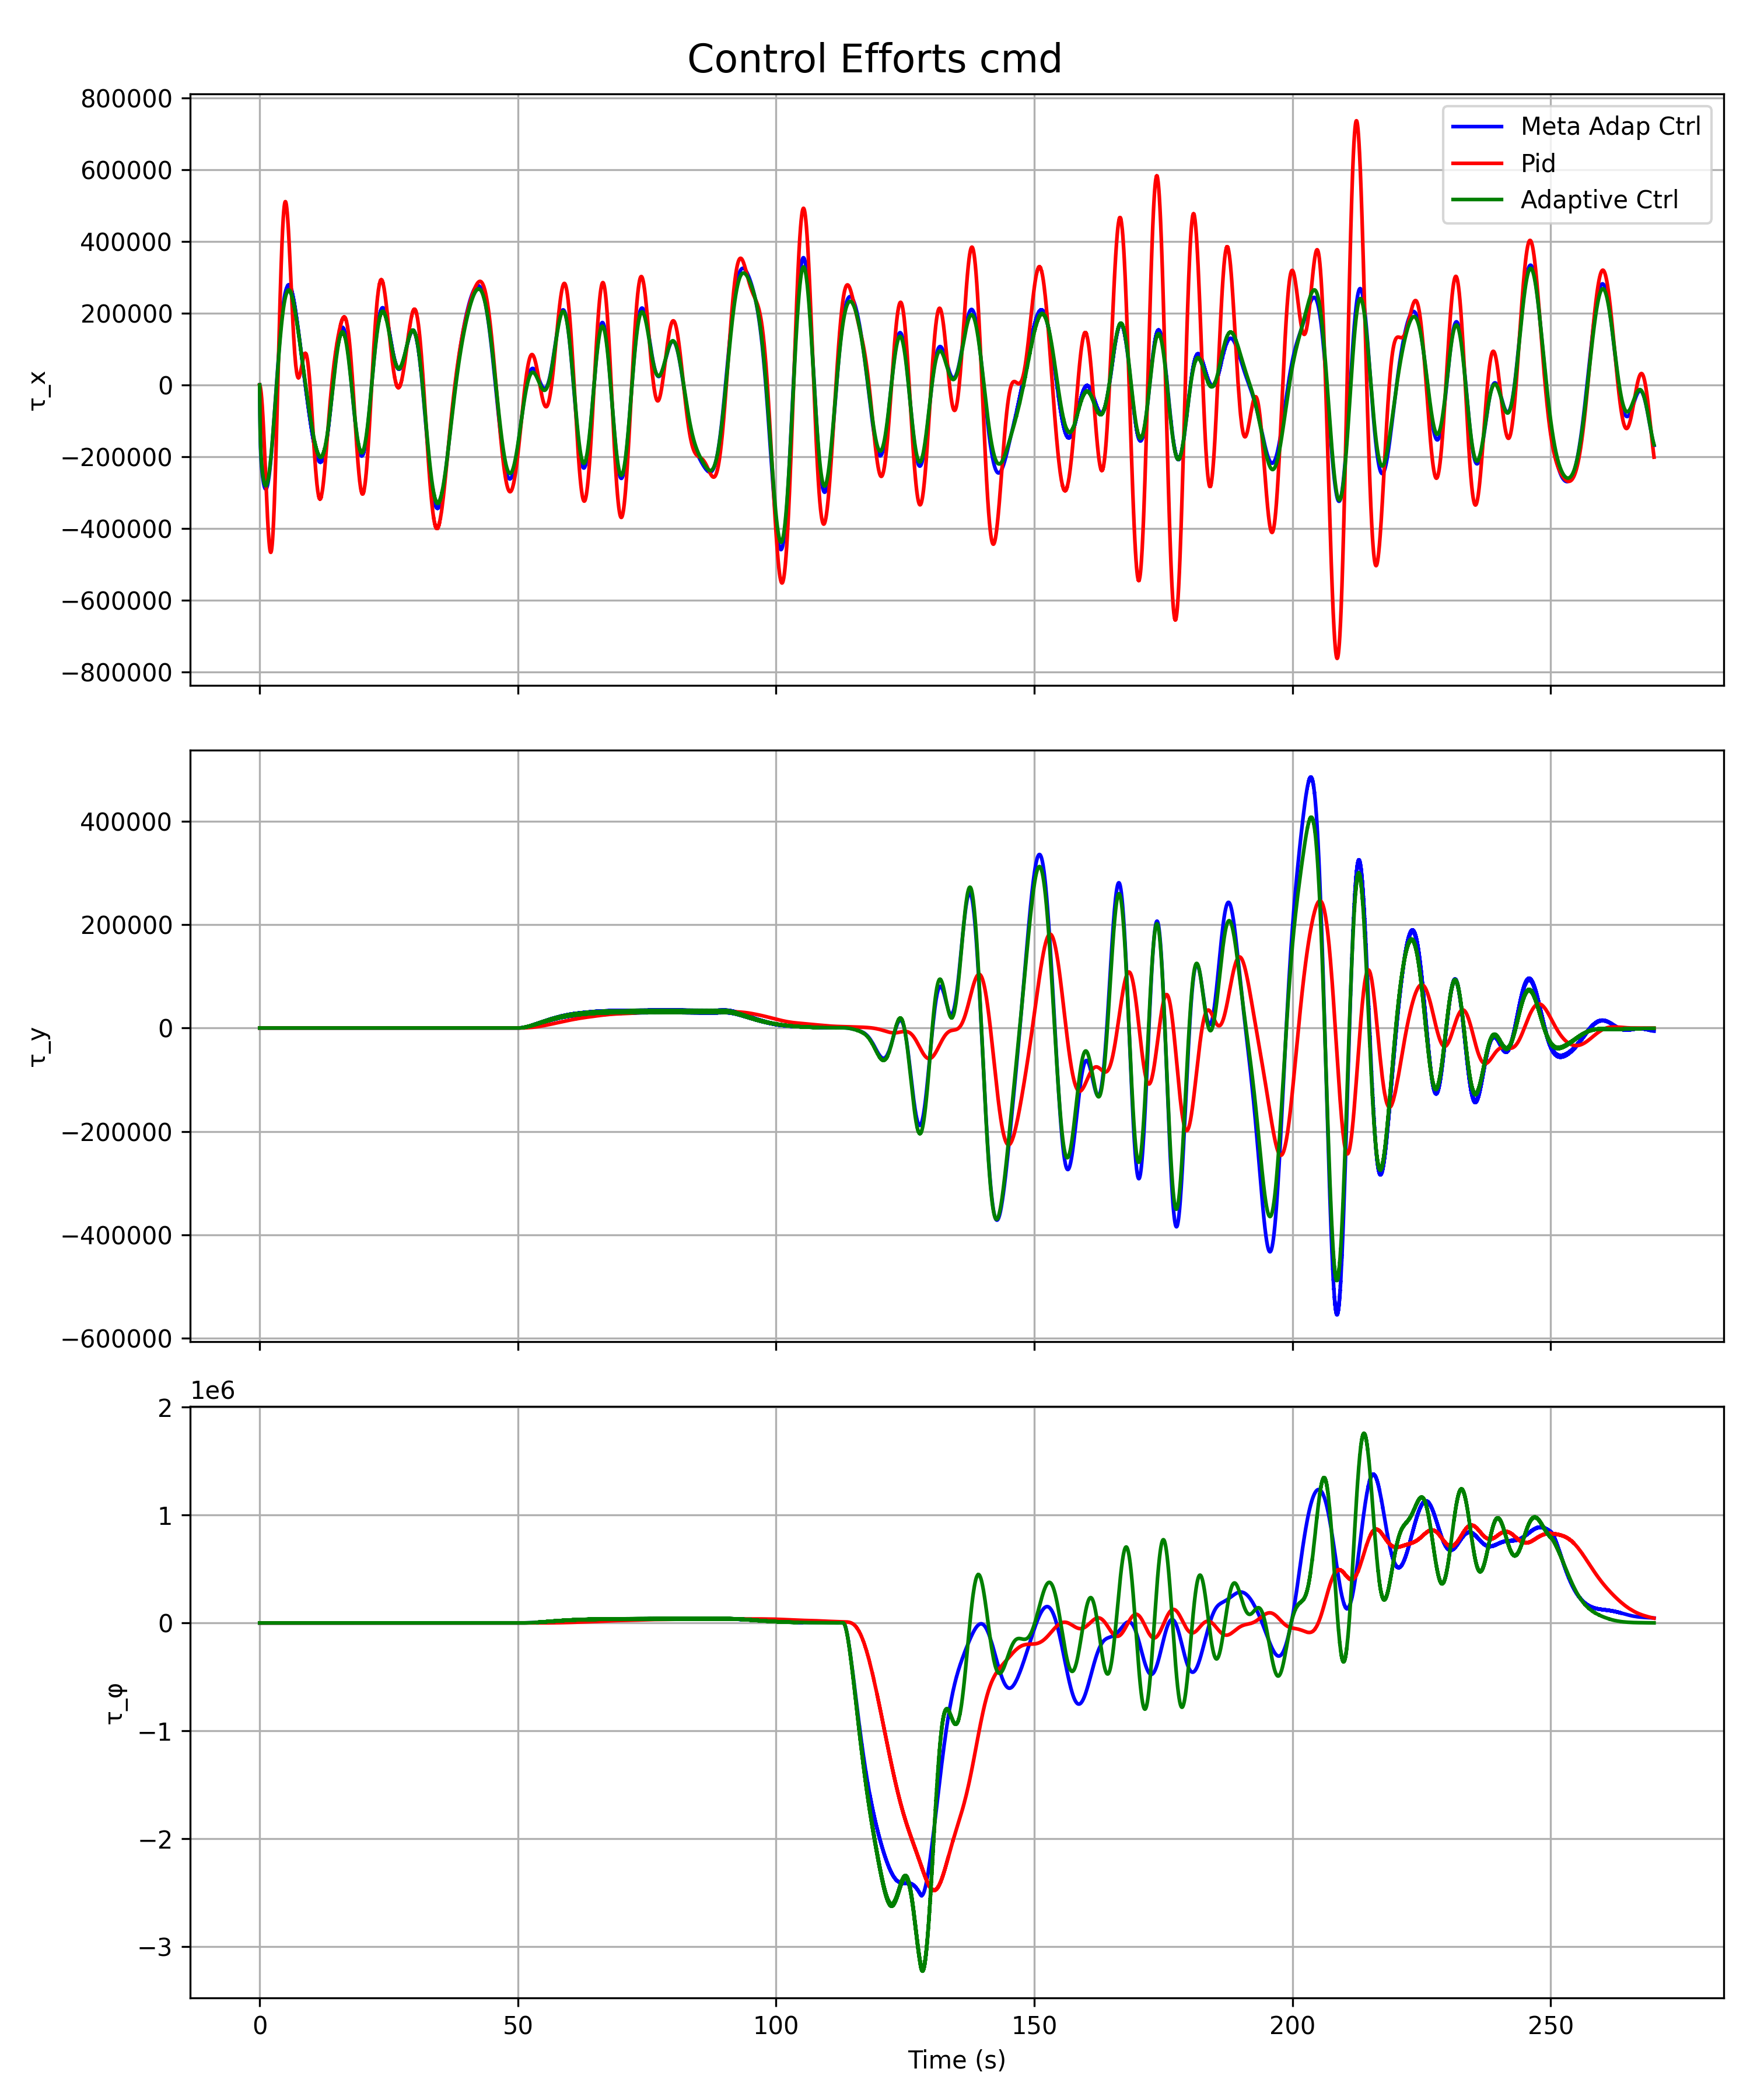 Control Efforts cmd
800000
600000
400000
200000
0
−200000
−400000
−600000
−800000
τ_x
Meta Adap Ctrl
Pid
Adaptive Ctrl
400000
200000
0
−200000
−400000
−600000
τ_y
1e6
2
1
0
−1
−2
−3
τ_φ
0 50 100 150 200 250
Time (s)